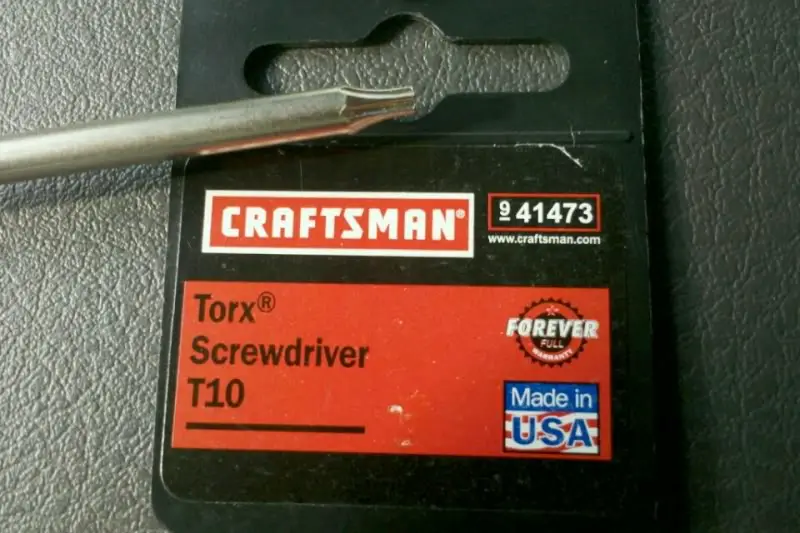 CRAFTSMAN®
9 41473
www.craftsman.com
Torx®
Screwdriver
T10
FOREVER
FULL
WARRANTY
Made in
USA